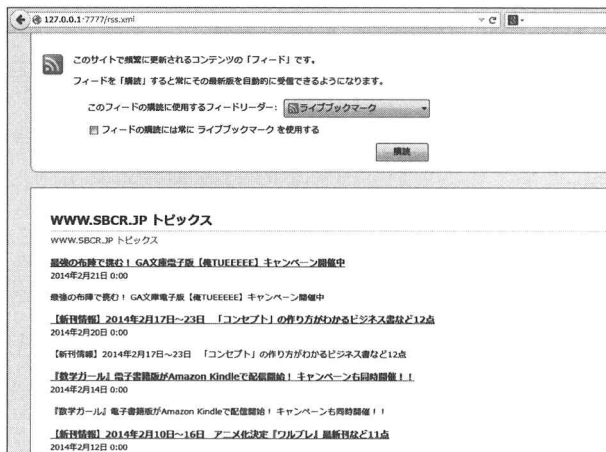 127.0.0.1:7777/rss.xml
このサイトで頻繁に更新されるコンテンツの「フィード」です。
フィードを「購読」すると常にその最新版を自動的に受信できるようになります。
このフィードの購読に使用するフィードリーダー: ライブブックマーク
フィードの購読には常に ライブブックマーク を使用する
購読
WWW.SBCR.JP トピックス
WWW.SBCR.JP トピックス
最強の布陣で挑む！ GA文庫電子版【俺TUEEEEE】キャンペーン開催中
2014年2月21日 0:00
最強の布陣で挑む！ GA文庫電子版【俺TUEEEEE】キャンペーン開催中
【新刊情報】2014年2月17日～23日　「コンセプト」の作り方がわかるビジネス書など12点
2014年2月20日 0:00
【新刊情報】2014年2月17日～23日　「コンセプト」の作り方がわかるビジネス書など12点
『数学ガール』電子書籍版がAmazon Kindleで配信開始！ キャンペーンも同時開催！！
2014年2月14日 0:00
『数学ガール』電子書籍版がAmazon Kindleで配信開始！ キャンペーンも同時開催！！
【新刊情報】2014年2月10日～16日　アニメ化決定『ワルブレ』最新刊など11点
2014年2月12日 0:00